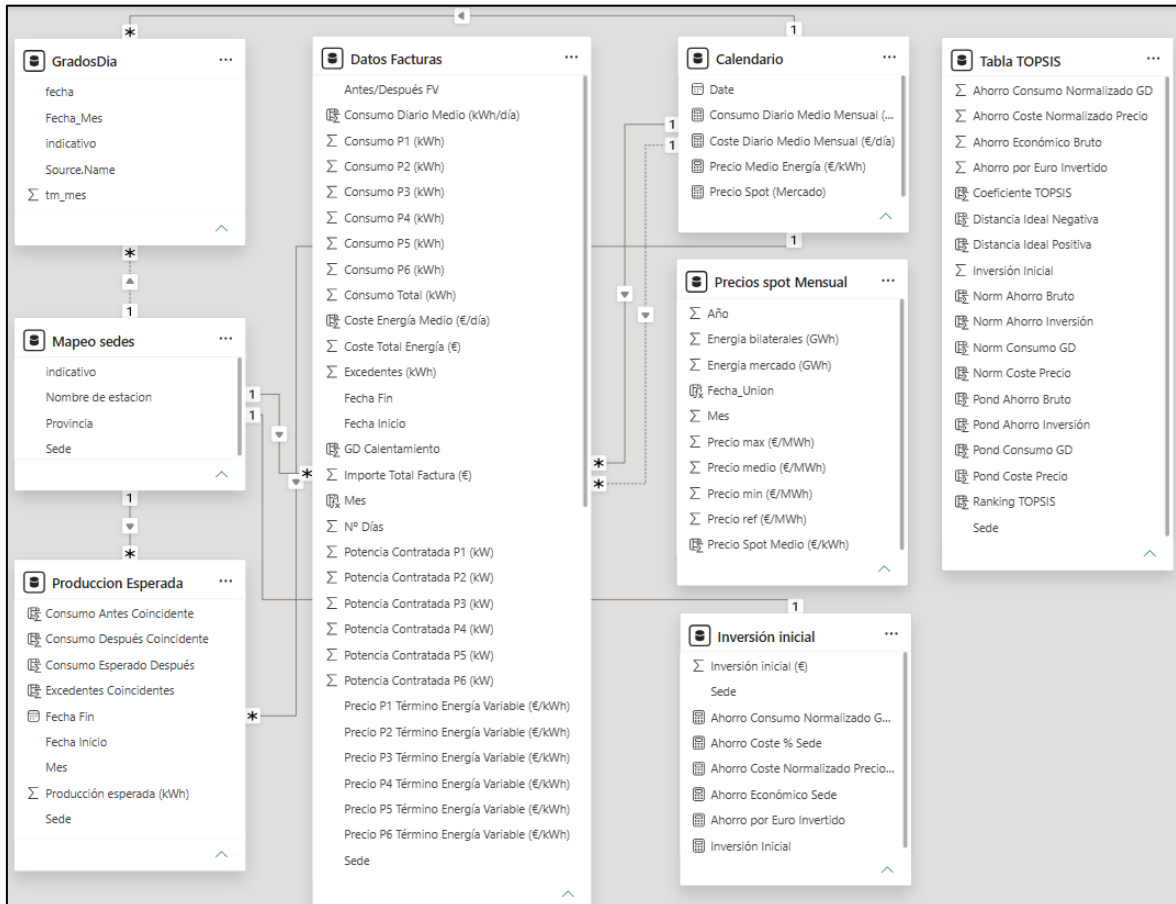 GradosDia
fecha
Fecha_Mes
indicativo
Source.Name
tm_mes
Mapeo sedes
indicativo
Nombre de estacion
Provincia
Sede
Produccion Esperada
Consumo Antes Coincidente
Consumo Después Coincidente
Consumo Esperado Después
Excedentes Coincidentes
Fecha Fin
Fecha Inicio
Mes
Producción esperada (kWh)
Sede
Datos Facturas
Antes/Después FV
Consumo Diario Medio (kWh/día)
Consumo P1 (kWh)
Consumo P2 (kWh)
Consumo P3 (kWh)
Consumo P4 (kWh)
Consumo P5 (kWh)
Consumo P6 (kWh)
Consumo Total (kWh)
Coste Energía Medio (€/día)
Coste Total Energía (€)
Excedentes (kWh)
Fecha Fin
Fecha Inicio
GD Calentamiento
Importe Total Factura (€)
Mes
Nº Días
Potencia Contratada P1 (kW)
Potencia Contratada P2 (kW)
Potencia Contratada P3 (kW)
Potencia Contratada P4 (kW)
Potencia Contratada P5 (kW)
Potencia Contratada P6 (kW)
Precio P1 Término Energía Variable (€/kWh)
Precio P2 Término Energía Variable (€/kWh)
Precio P3 Término Energía Variable (€/kWh)
Precio P4 Término Energía Variable (€/kWh)
Precio P5 Término Energía Variable (€/kWh)
Precio P6 Término Energía Variable (€/kWh)
Sede
Calendario
Date
Consumo Diario Medio Mensual (...
Coste Diario Medio Mensual (€/día)
Precio Medio Energía (€/kWh)
Precio Spot (Mercado)
Precios spot Mensual
Año
Energia bilaterales (GWh)
Energia mercado (GWh)
Fecha_Union
Mes
Precio max (€/MWh)
Precio medio (€/MWh)
Precio min (€/MWh)
Precio ref (€/MWh)
Precio Spot Medio (€/kWh)
Inversión inicial
Inversión inicial (€)
Sede
Ahorro Consumo Normalizado G...
Ahorro Coste % Sede
Ahorro Coste Normalizado Precio...
Ahorro Económico Sede
Ahorro por Euro Invertido
Inversión Inicial
Tabla TOPSIS
Ahorro Consumo Normalizado GD
Ahorro Coste Normalizado Precio
Ahorro Económico Bruto
Ahorro por Euro Invertido
Coeficiente TOPSIS
Distancia Ideal Negativa
Distancia Ideal Positiva
Inversión Inicial
Norm Ahorro Bruto
Norm Ahorro Inversión
Norm Consumo GD
Norm Coste Precio
Pond Ahorro Bruto
Pond Ahorro Inversión
Pond Consumo GD
Pond Coste Precio
Ranking TOPSIS
Sede
1
*
1
1
*
*
1
*
1
*
1
1
*
1
*
*
1